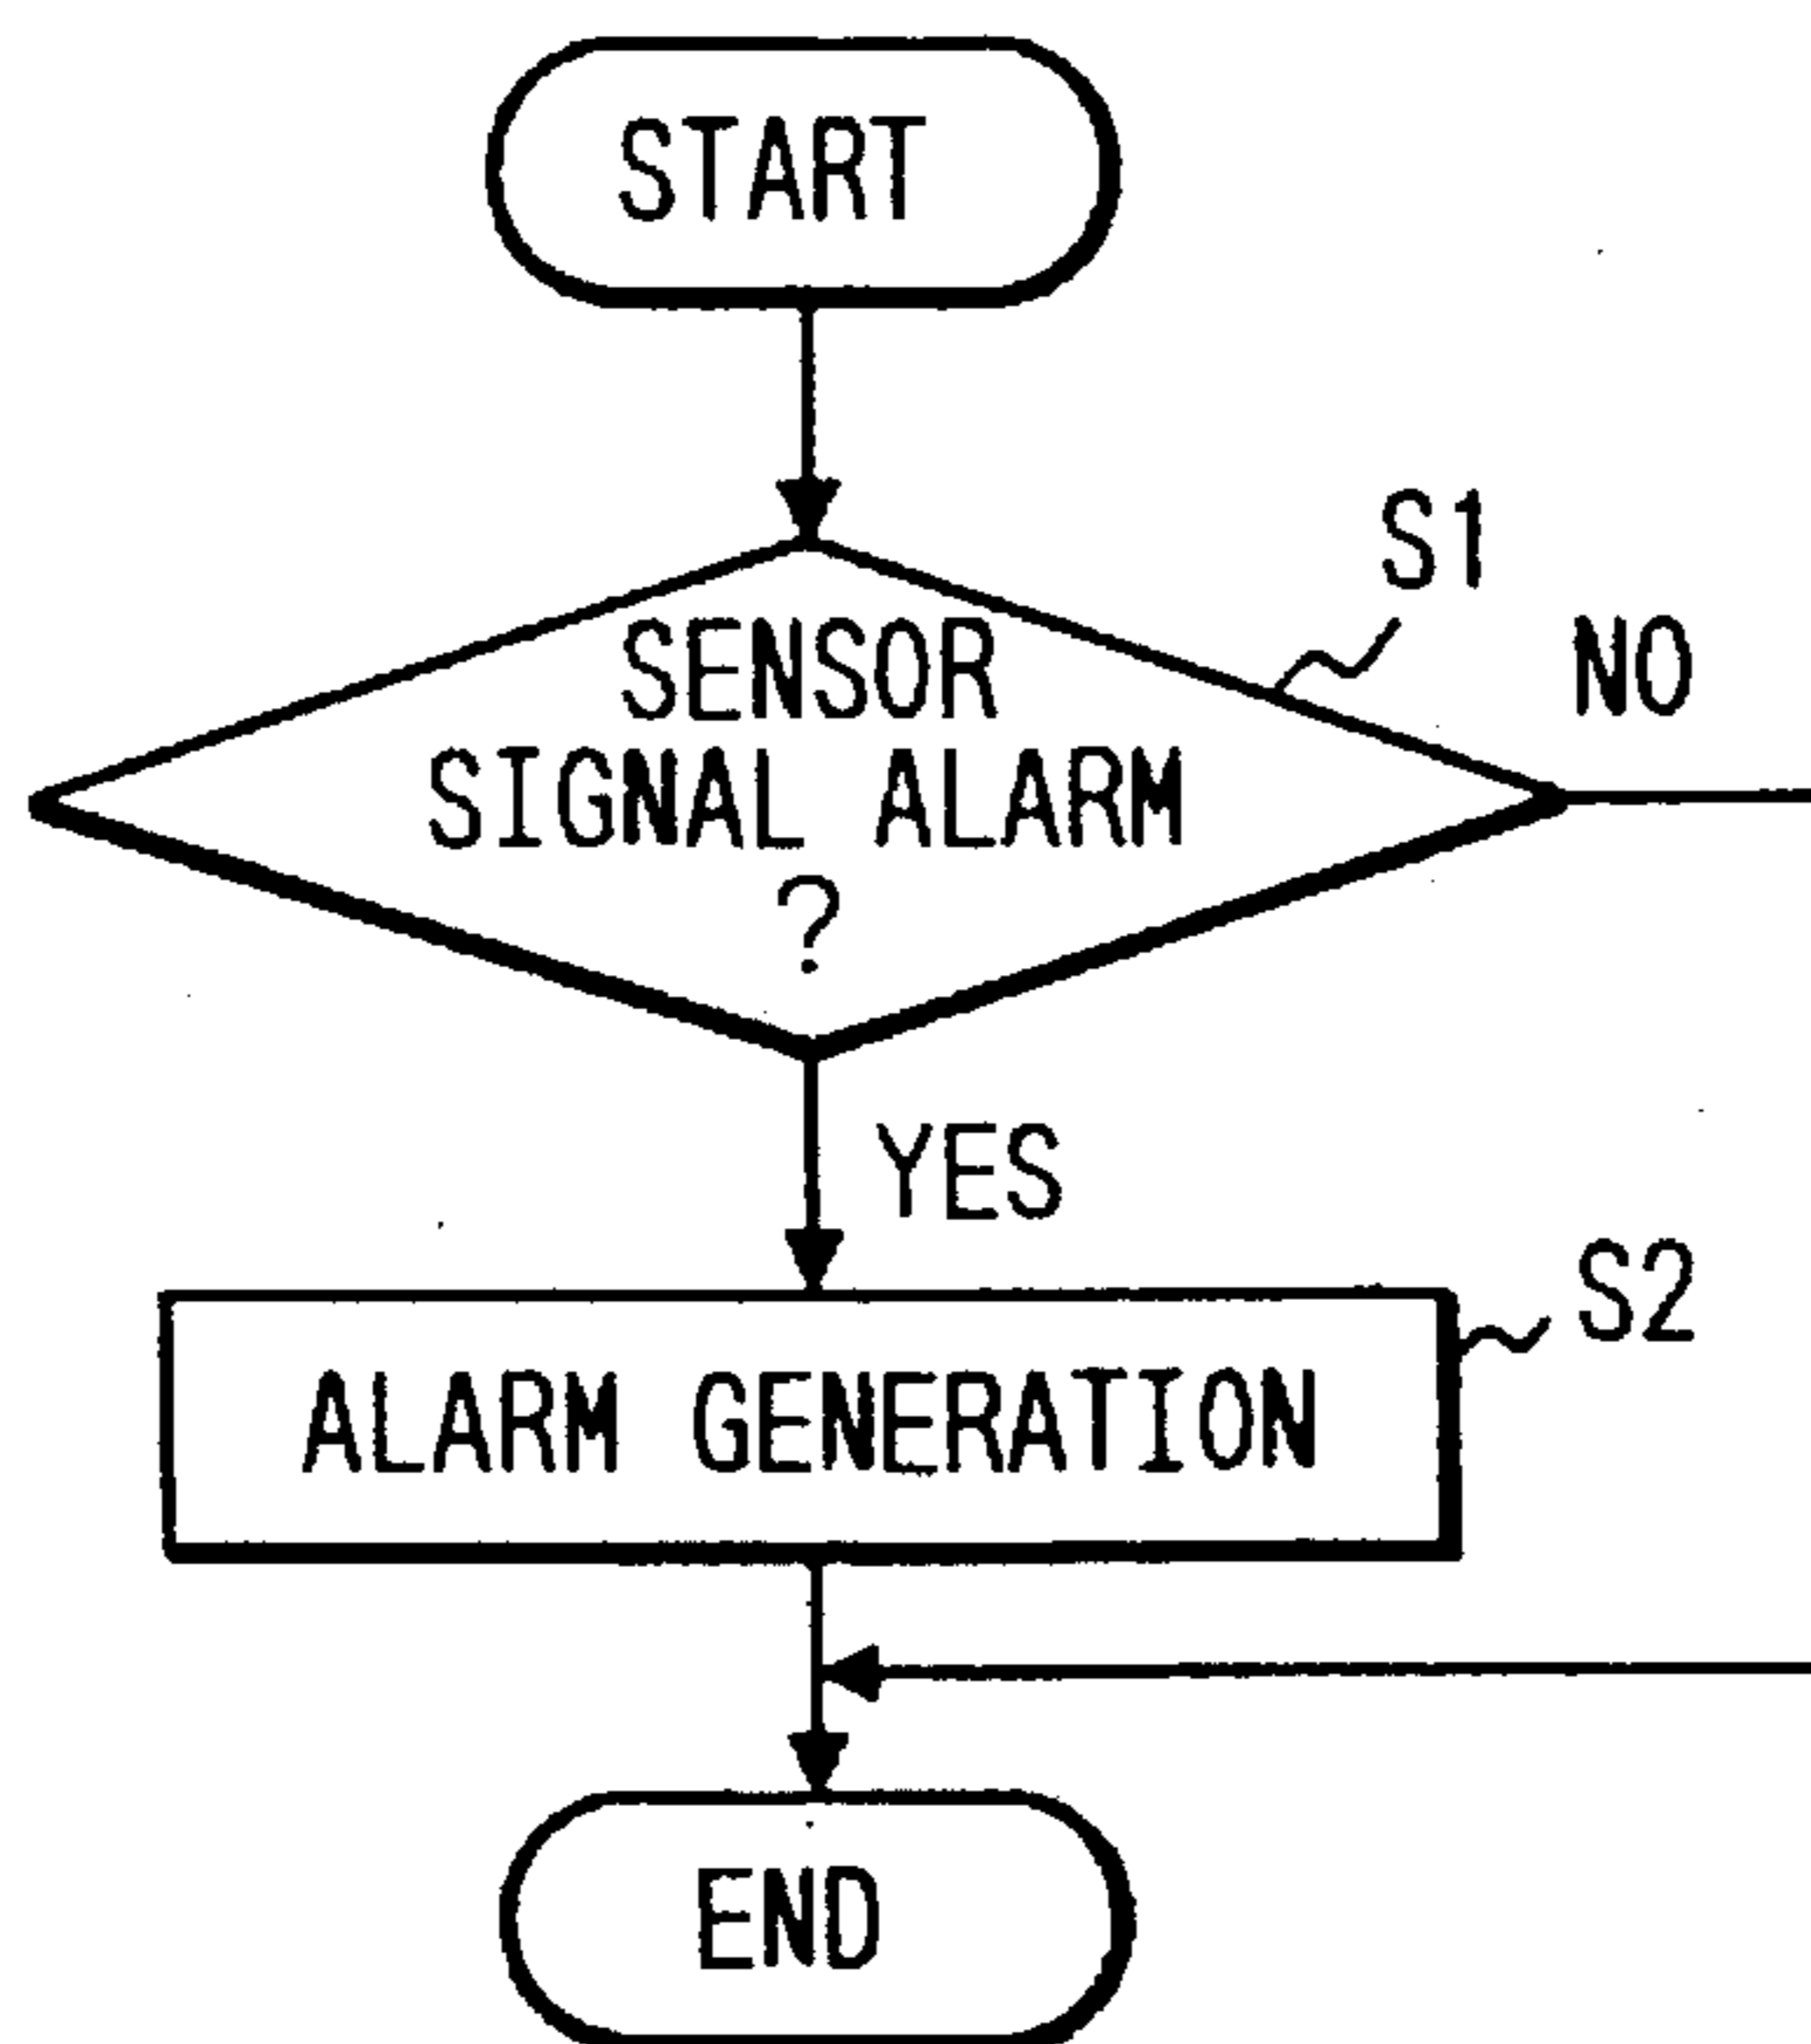 START
S1
NO
SENSOR
SIGNAL ALARM
?
YES
S2
ALARM GENERATION
END